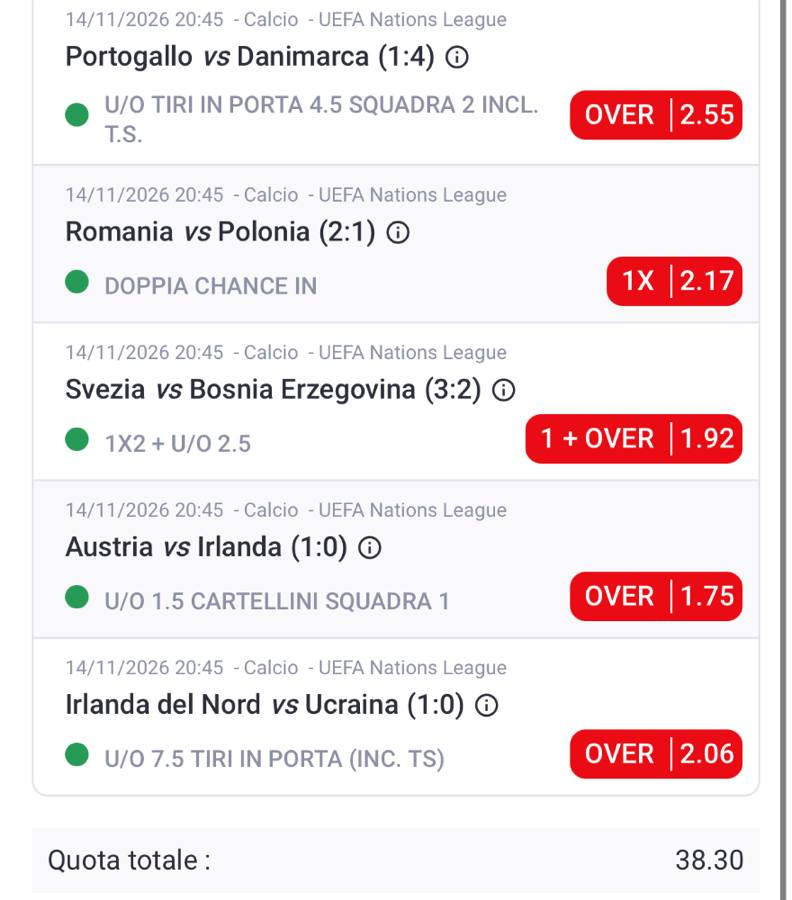 14/11/2026 20:45 - Calcio - UEFA Nations League
Portogallo vs Danimarca (1:4)
U/O TIRI IN PORTA 4.5 SQUADRA 2 INCL.
T.S.
OVER | 2.55
14/11/2026 20:45 - Calcio - UEFA Nations League
Romania vs Polonia (2:1)
DOPPIA CHANCE IN
1X | 2.17
14/11/2026 20:45 - Calcio - UEFA Nations League
Svezia vs Bosnia Erzegovina (3:2)
1X2 + U/O 2.5
1 + OVER | 1.92
14/11/2026 20:45 - Calcio - UEFA Nations League
Austria vs Irlanda (1:0)
U/O 1.5 CARTELLINI SQUADRA 1
OVER | 1.75
14/11/2026 20:45 - Calcio - UEFA Nations League
Irlanda del Nord vs Ucraina (1:0)
U/O 7.5 TIRI IN PORTA (INC. TS)
OVER | 2.06
Quota totale : 38.30